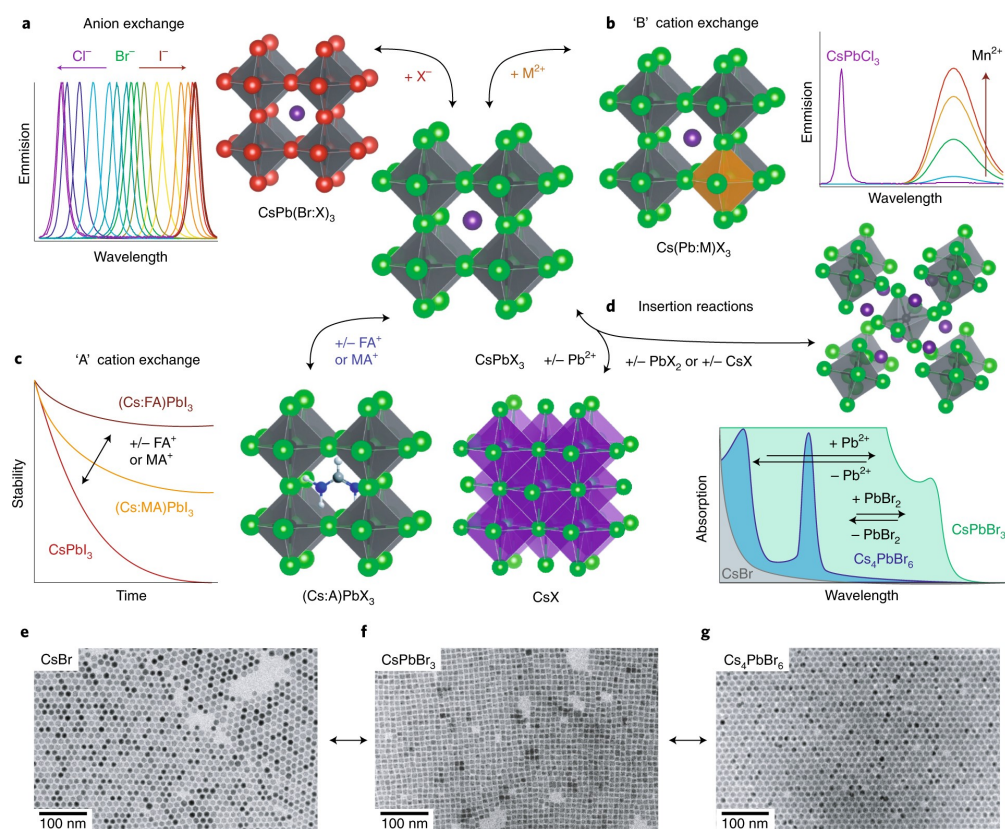 a
Anion exchange
Cl⁻ Br⁻ I⁻
Emmision
Wavelength
CsPb(Br:X)₃
+ X⁻
+ M²⁺
b
'B' cation exchange
Cs(Pb:M)X₃
CsPbCl₃
Mn²⁺
Emmision
Wavelength
c
'A' cation exchange
(Cs:FA)PbI₃
+/– FA⁺
or MA⁺
(Cs:MA)PbI₃
CsPbI₃
Stability
Time
+/– FA⁺
or MA⁺
(Cs:A)PbX₃
CsPbX₃
+/– Pb²⁺
CsX
d
Insertion reactions
+/– PbX₂ or +/– CsX
Absorption
+ Pb²⁺
– Pb²⁺
+ PbBr₂
– PbBr₂
CsPbBr₃
Cs₄PbBr₆
CsBr
Wavelength
e
CsBr
100 nm
f
CsPbBr₃
100 nm
g
Cs₄PbBr₆
100 nm